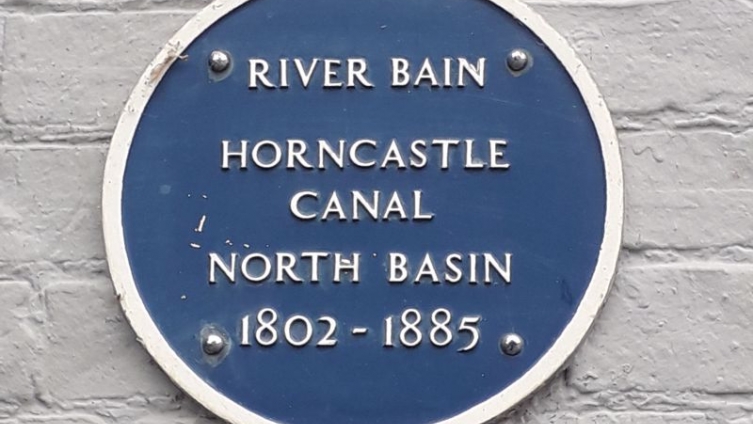 RIVER BAIN
HORNCASTLE
CANAL
NORTH BASIN
1802 - 1885